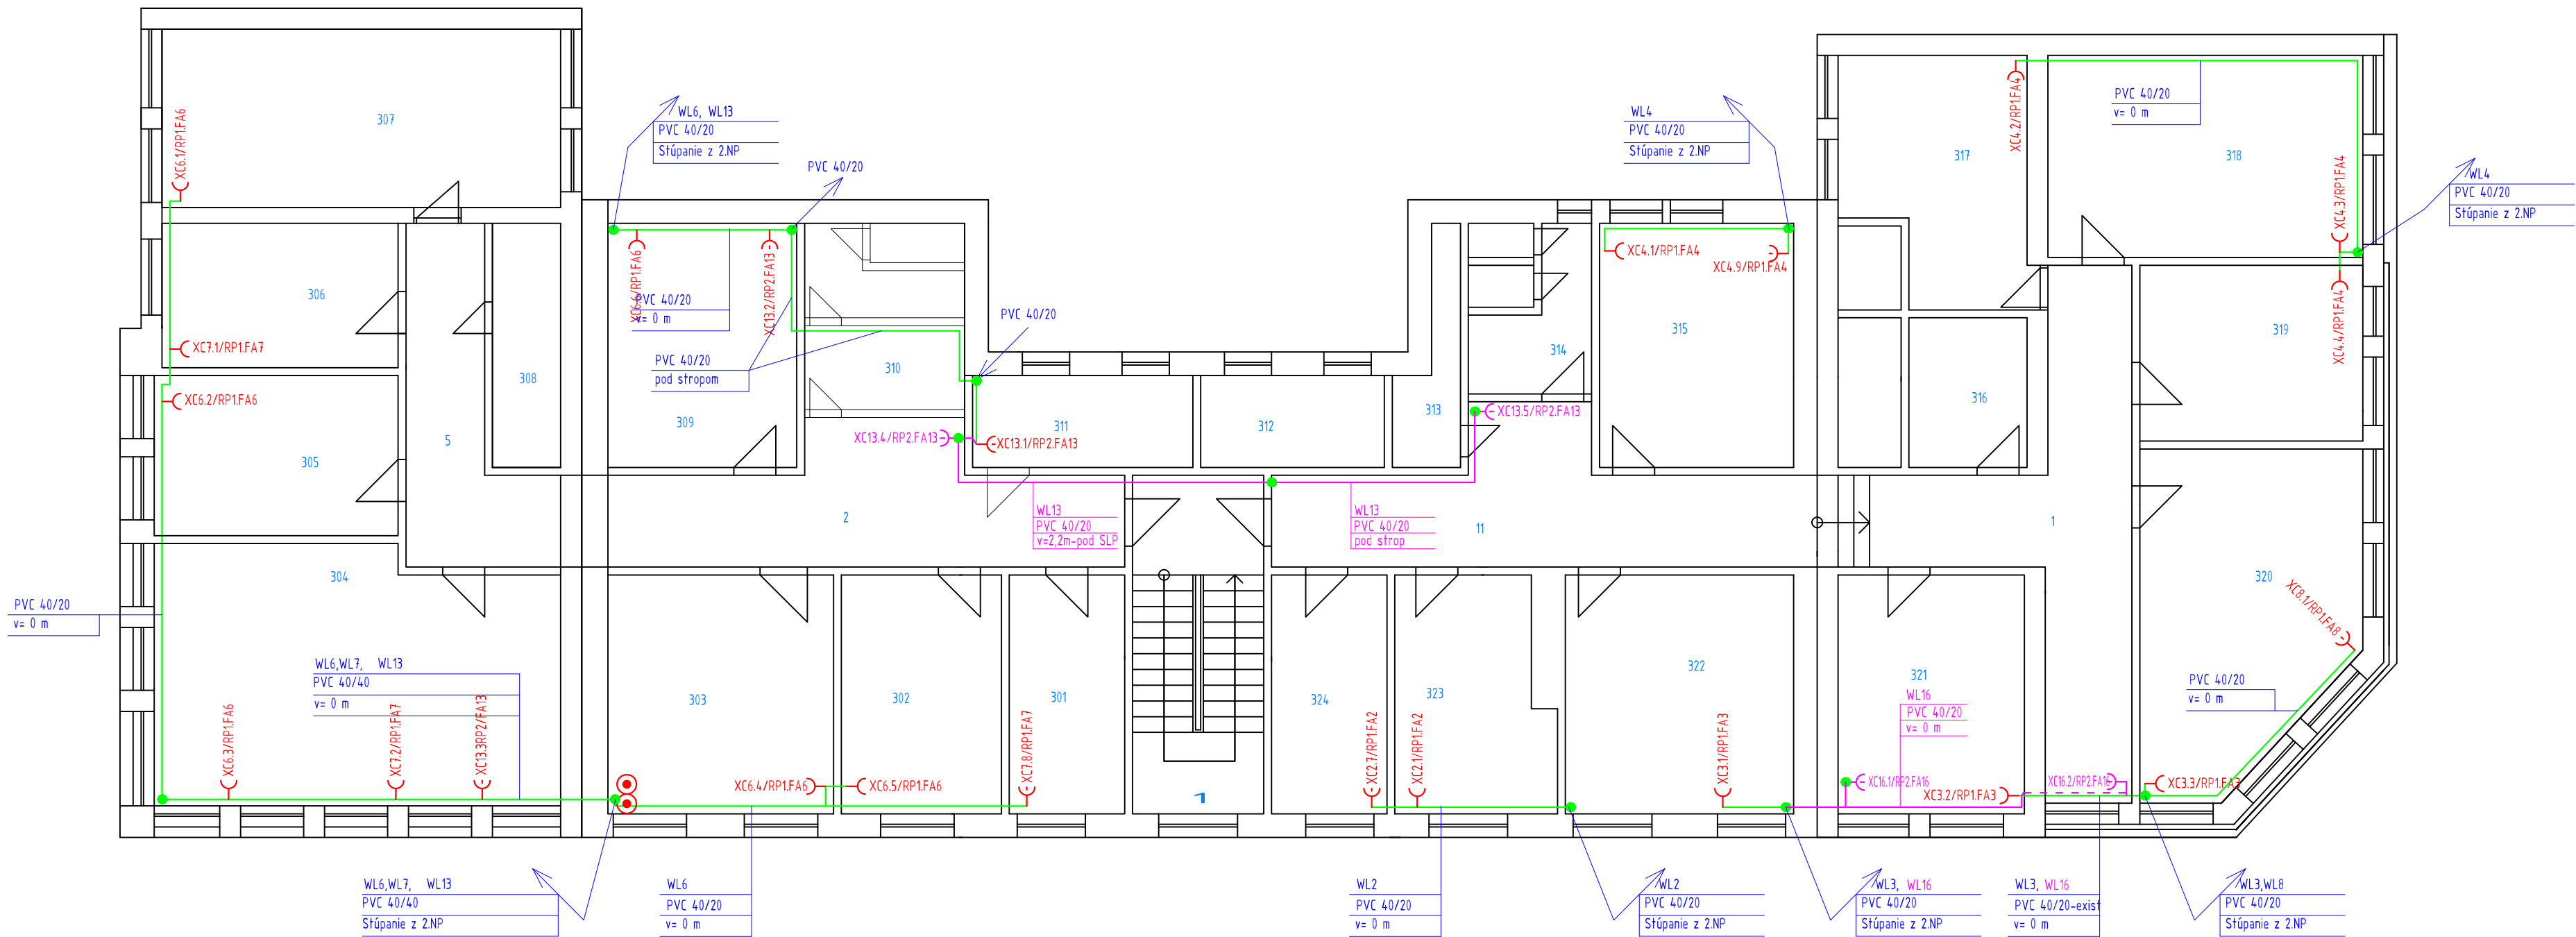 307
XC6.1/RP1.FA6
306
XC7.1/RP1.FA7
XC6.2/RP1.FA6
305
5
308
304
PVC 40/20
v= 0 m
WL6,WL7, WL13
PVC 40/40
v= 0 m
XC6.3/RP1.FA6
XC7.2/RP1.FA7
XC13.3RP2/FA13
WL6,WL7, WL13
PVC 40/40
Stúpanie z 2.NP
WL6, WL13
PVC 40/20
Stúpanie z 2.NP
PVC 40/20
XC6.6/RP1.FA6
XC13.2/RP2.FA13
PVC 40/20
v= 0 m
PVC 40/20
pod stropom
309
310
PVC 40/20
311
XC13.4/RP2.FA13
XC13.1/RP2.FA13
312
313
XC13.5/RP2.FA13
314
2
WL13
PVC 40/20
v=2,2m-pod SLP
WL13
PVC 40/20
pod strop
11
303
302
301
XC6.4/RP1.FA6
XC6.5/RP1.FA6
XC7.8/RP1.FA7
WL6
PVC 40/20
v= 0 m
1
WL4
PVC 40/20
Stúpanie z 2.NP
XC4.1/RP1.FA4
XC4.9/RP1.FA4
315
317
XC4.2/RP1.FA4
PVC 40/20
v= 0 m
318
XC4.3/RP1.FA4
WL4
PVC 40/20
Stúpanie z 2.NP
XC4.4/RP1.FA4
319
316
1
320
XC8.1/RP1.FA8
PVC 40/20
v= 0 m
324
XC2.7/RP1.FA2
XC2.1/RP1.FA2
323
322
XC3.1/RP1.FA3
321
WL16
PVC 40/20
v= 0 m
XC16.1/RP2.FA16
XC3.2/RP1.FA3
XC16.2/RP2.FA16
XC3.3/RP1.FA3
WL2
PVC 40/20
v= 0 m
WL2
PVC 40/20
Stúpanie z 2.NP
WL3, WL16
PVC 40/20
Stúpanie z 2.NP
WL3, WL16
PVC 40/20-exist
v= 0 m
WL3,WL8
PVC 40/20
Stúpanie z 2.NP